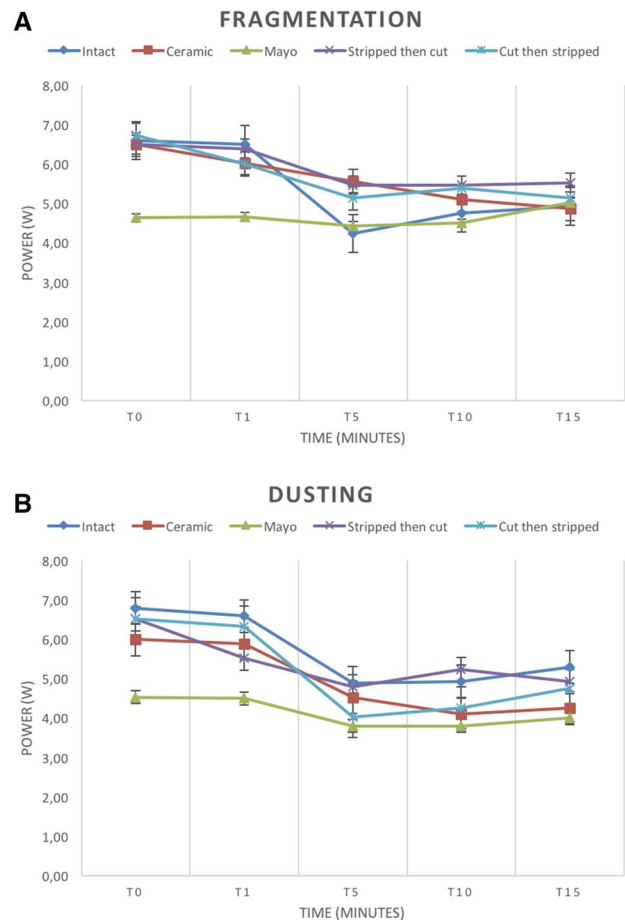 A
FRAGMENTATION
Intact Ceramic Mayo Stripped then cut Cut then stripped
8,00
7,00
6,00
5,00
4,00
3,00
2,00
1,00
0,00
POWER (W)
T0 T1 T5 T10 T15
TIME (MINUTES)
B
DUSTING
Intact Ceramic Mayo Stripped then cut Cut then stripped
8,00
7,00
6,00
5,00
4,00
3,00
2,00
1,00
0,00
POWER (W)
T0 T1 T5 T10 T15
TIME (MINUTES)